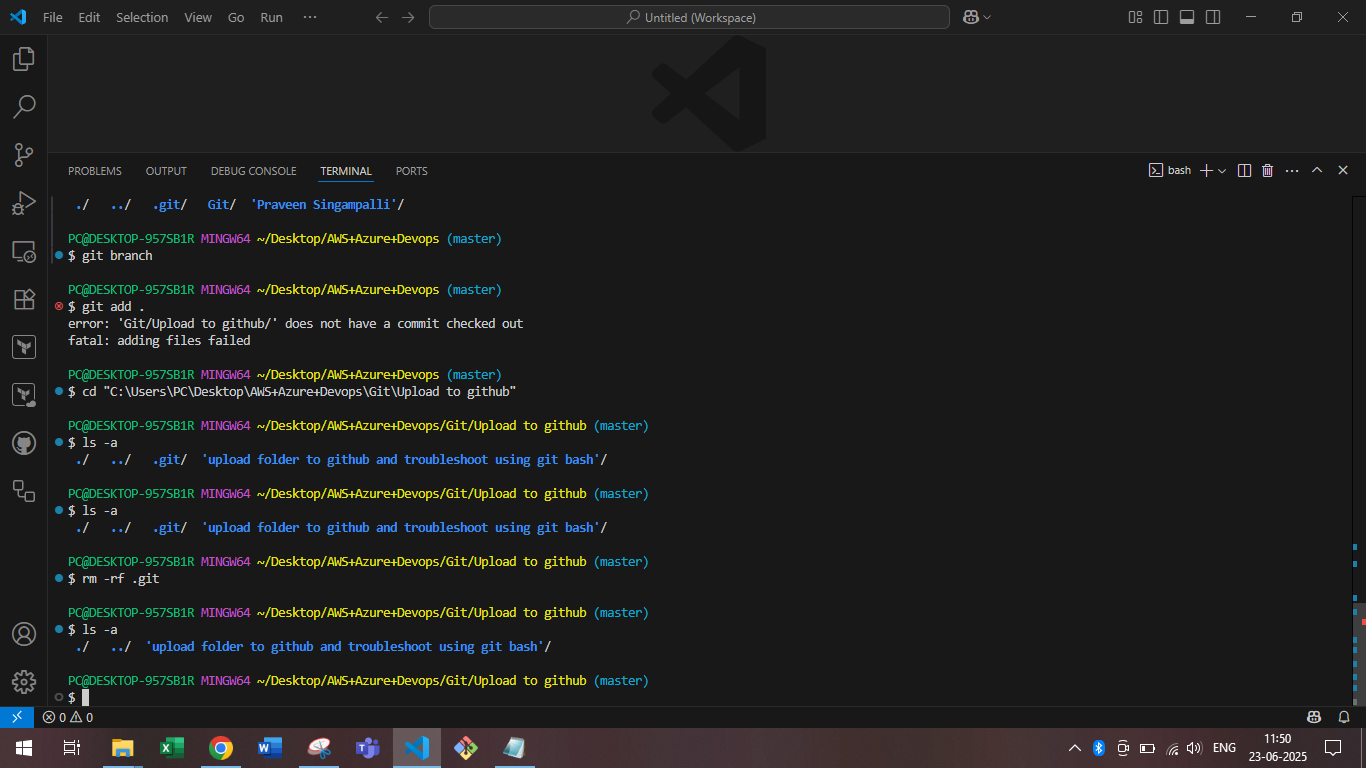 File Edit Selection View Go Run ···
Untitled (Workspace)
PROBLEMS OUTPUT DEBUG CONSOLE TERMINAL PORTS
bash
./ ../ .git/ Git/ 'Praveen Singampalli'/
PC@DESKTOP-957SB1R MINGW64 ~/Desktop/AWS+Azure+Devops (master)
$ git branch
PC@DESKTOP-957SB1R MINGW64 ~/Desktop/AWS+Azure+Devops (master)
$ git add .
error: 'Git/Upload to github/' does not have a commit checked out
fatal: adding files failed
PC@DESKTOP-957SB1R MINGW64 ~/Desktop/AWS+Azure+Devops (master)
$ cd "C:\Users\PC\Desktop\AWS+Azure+Devops\Git\Upload to github"
PC@DESKTOP-957SB1R MINGW64 ~/Desktop/AWS+Azure+Devops/Git/Upload to github (master)
$ ls -a
./ ../ .git/ 'upload folder to github and troubleshoot using git bash'/
PC@DESKTOP-957SB1R MINGW64 ~/Desktop/AWS+Azure+Devops/Git/Upload to github (master)
$ ls -a
./ ../ .git/ 'upload folder to github and troubleshoot using git bash'/
PC@DESKTOP-957SB1R MINGW64 ~/Desktop/AWS+Azure+Devops/Git/Upload to github (master)
$ rm -rf .git
PC@DESKTOP-957SB1R MINGW64 ~/Desktop/AWS+Azure+Devops/Git/Upload to github (master)
$ ls -a
./ ../ 'upload folder to github and troubleshoot using git bash'/
PC@DESKTOP-957SB1R MINGW64 ~/Desktop/AWS+Azure+Devops/Git/Upload to github (master)
$
0 0
ENG
11:50
23-06-2025